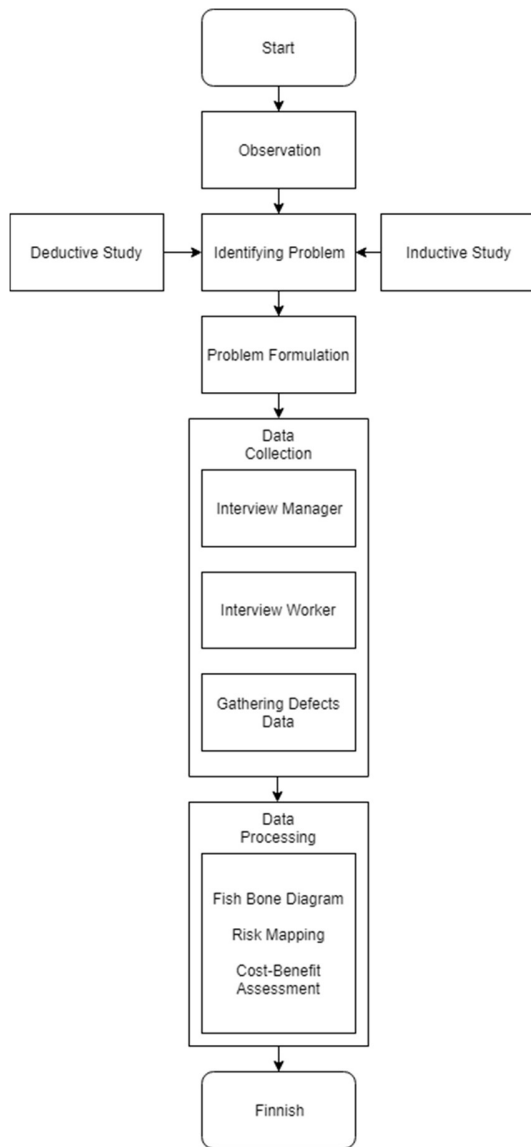 Start
Observation
Deductive Study
Identifying Problem
Inductive Study
Problem Formulation
Data
Collection
Interview Manager
Interview Worker
Gathering Defects
Data
Data
Processing
Fish Bone Diagram
Risk Mapping
Cost-Benefit
Assessment
Finnish